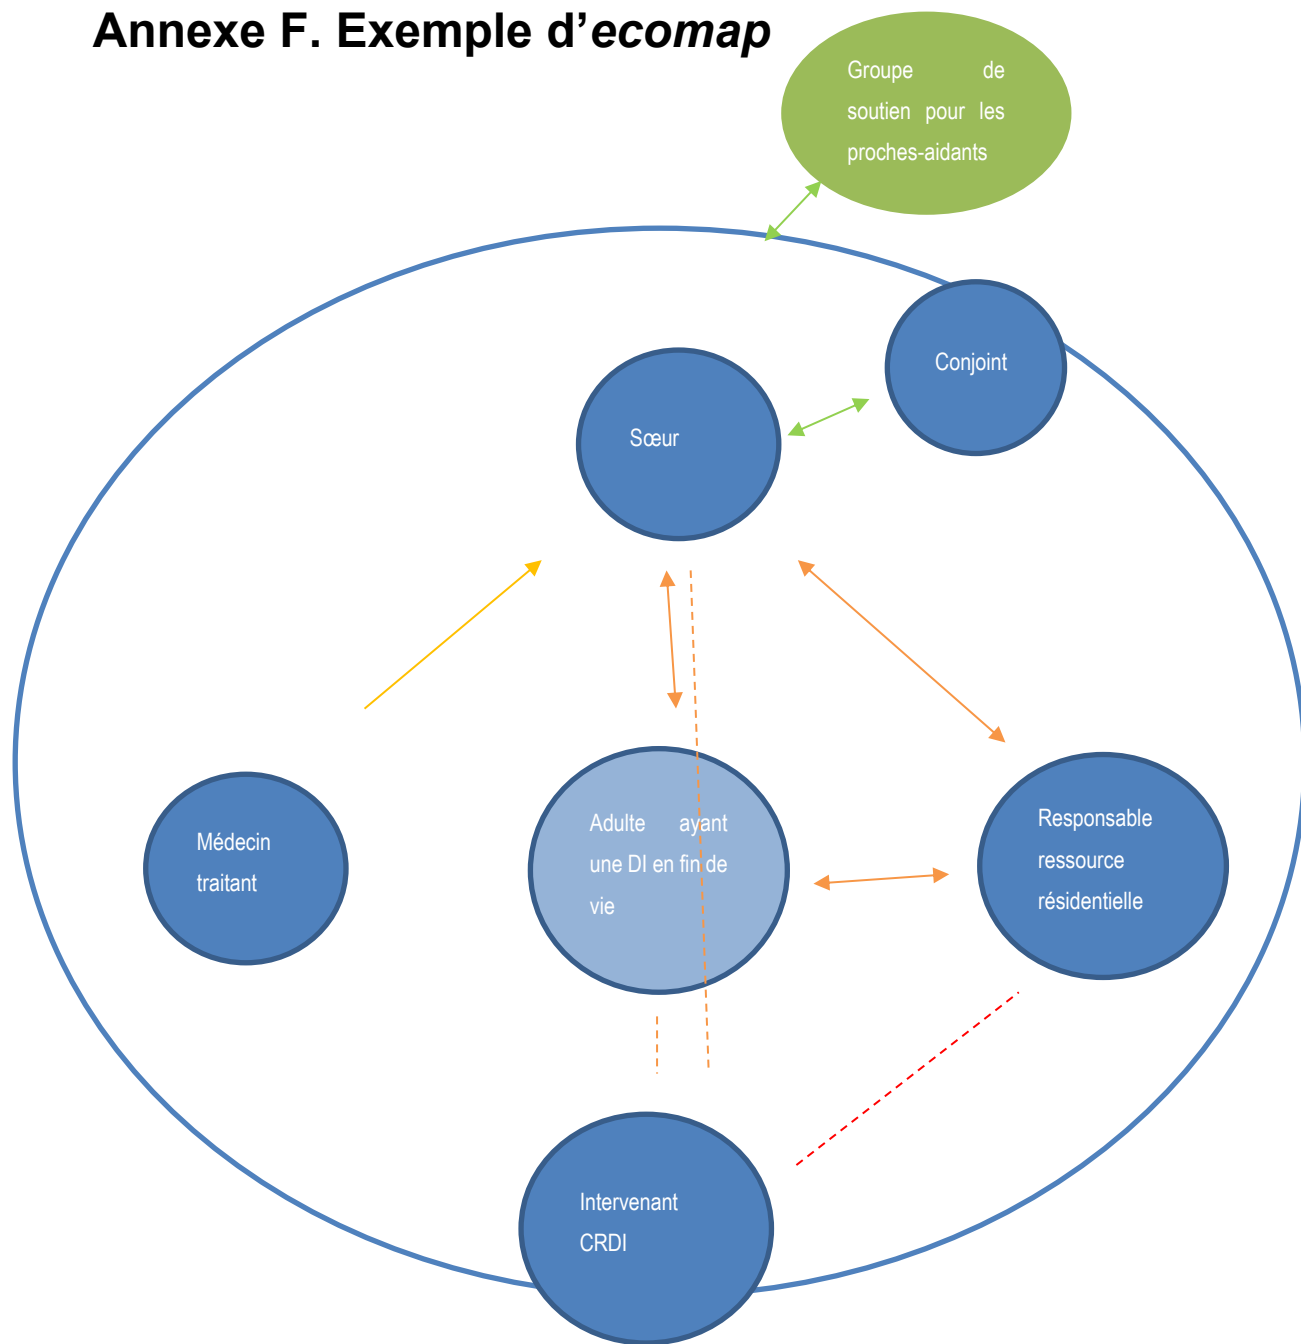 Annexe F. Exemple d’ecomap
Groupe de
soutien pour les
proches-aidants
Conjoint
Sœur
Médecin
traitant
Adulte ayant
une DI en fin de
vie
Responsable
ressource
résidentielle
Intervenant
CRDI